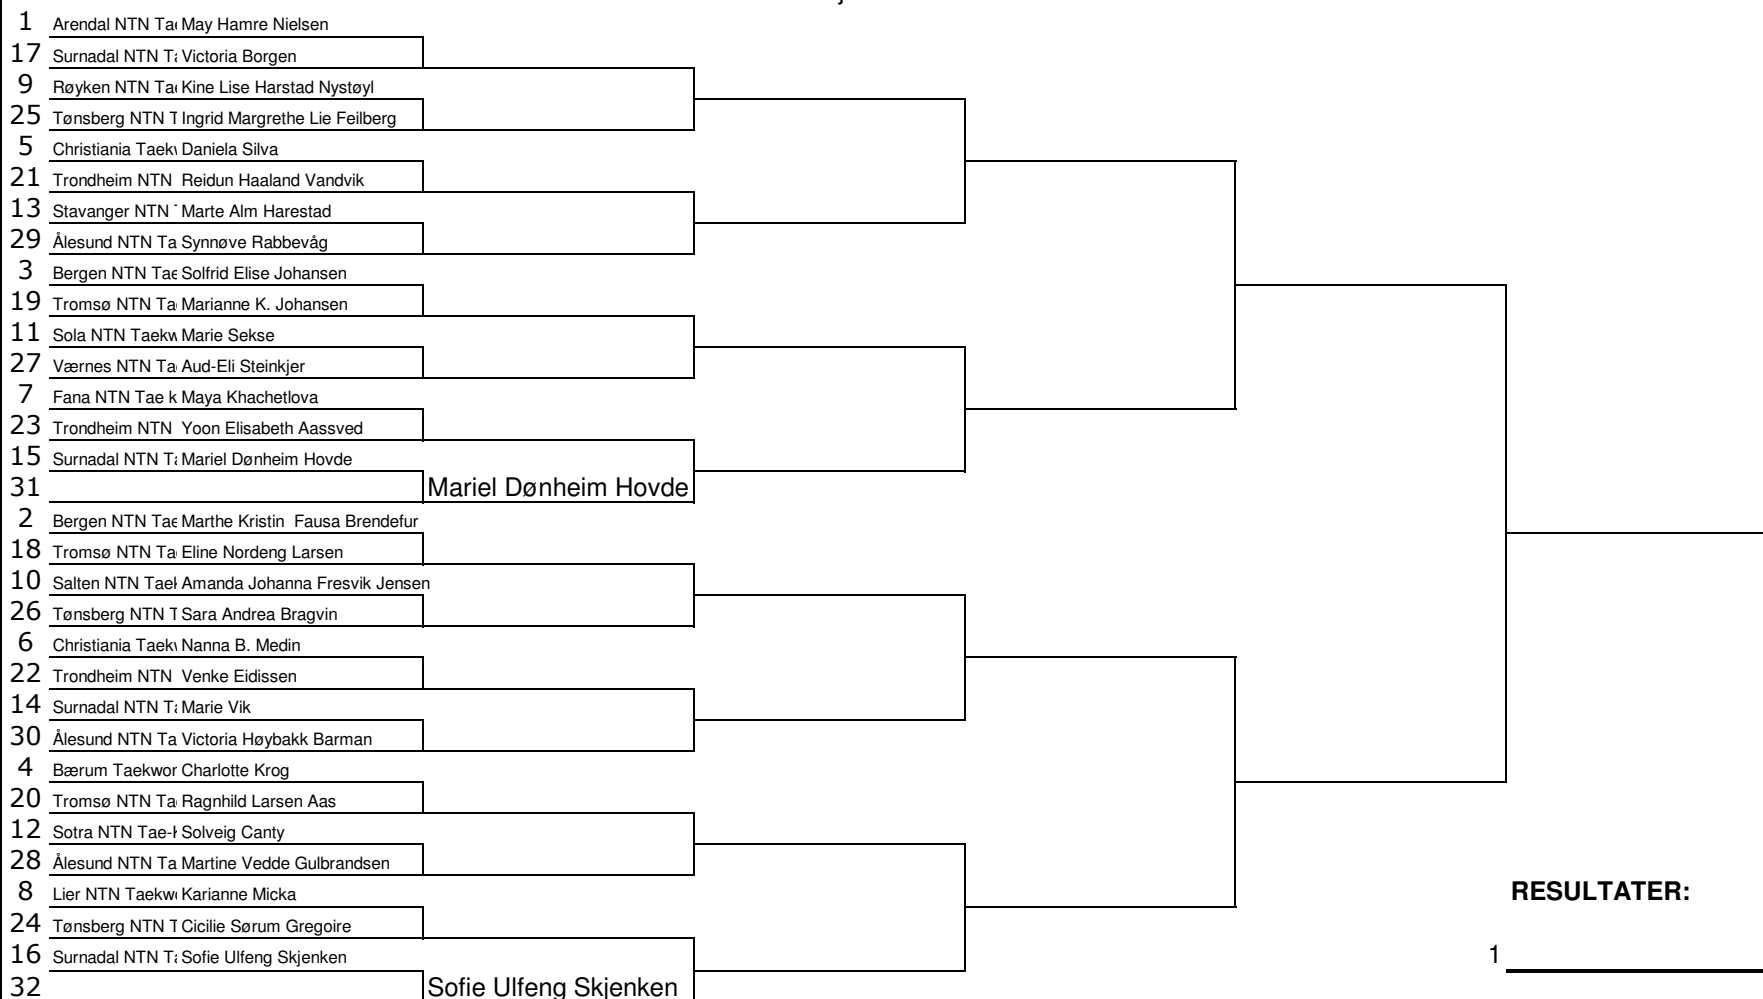 1 Arendal NTN Tae May Hamre Nielsen
17 Surnadal NTN Ta Victoria Borgen
9 Røyken NTN Tae Kine Lise Harstad Nystøyl
25 Tønsberg NTN T Ingrid Margrethe Lie Feilberg
5 Christiania Taekv Daniela Silva
21 Trondheim NTN Reidun Haaland Vandvik
13 Stavanger NTN Marte Alm Harestad
29 Ålesund NTN Ta Synnøve Rabbevåg
3 Bergen NTN Tae Solfrid Elise Johansen
19 Tromsø NTN Ta Marianne K. Johansen
11 Sola NTN Taekw Marie Sekse
27 Værnes NTN Ta Aud-Eli Steinkjer
7 Fana NTN Tae k Maya Khachetlova
23 Trondheim NTN Yoon Elisabeth Aassved
15 Surnadal NTN Ta Mariel Dønheim Hovde
31 Mariel Dønheim Hovde
2 Bergen NTN Tae Marthe Kristin Fausa Brendefur
18 Tromsø NTN Ta Eline Nordeng Larsen
10 Salten NTN Taek Amanda Johanna Fresvik Jensen
26 Tønsberg NTN T Sara Andrea Bragvin
6 Christiania Taekv Nanna B. Medin
22 Trondheim NTN Venke Eidissen
14 Surnadal NTN Ta Marie Vik
30 Ålesund NTN Ta Victoria Høybakk Barman
4 Bærum Taekwor Charlotte Krog
20 Tromsø NTN Ta Ragnhild Larsen Aas
12 Sotra NTN Tae-k Solveig Canty
28 Ålesund NTN Ta Martine Vedde Gulbrandsen
8 Lier NTN Taekw Karianne Micka
RESULTATER:
24 Tønsberg NTN T Cicilie Sørum Gregoire
16 Surnadal NTN Ta Sofie Ulfeng Skjenken
1
32 Sofie Ulfeng Skjenken